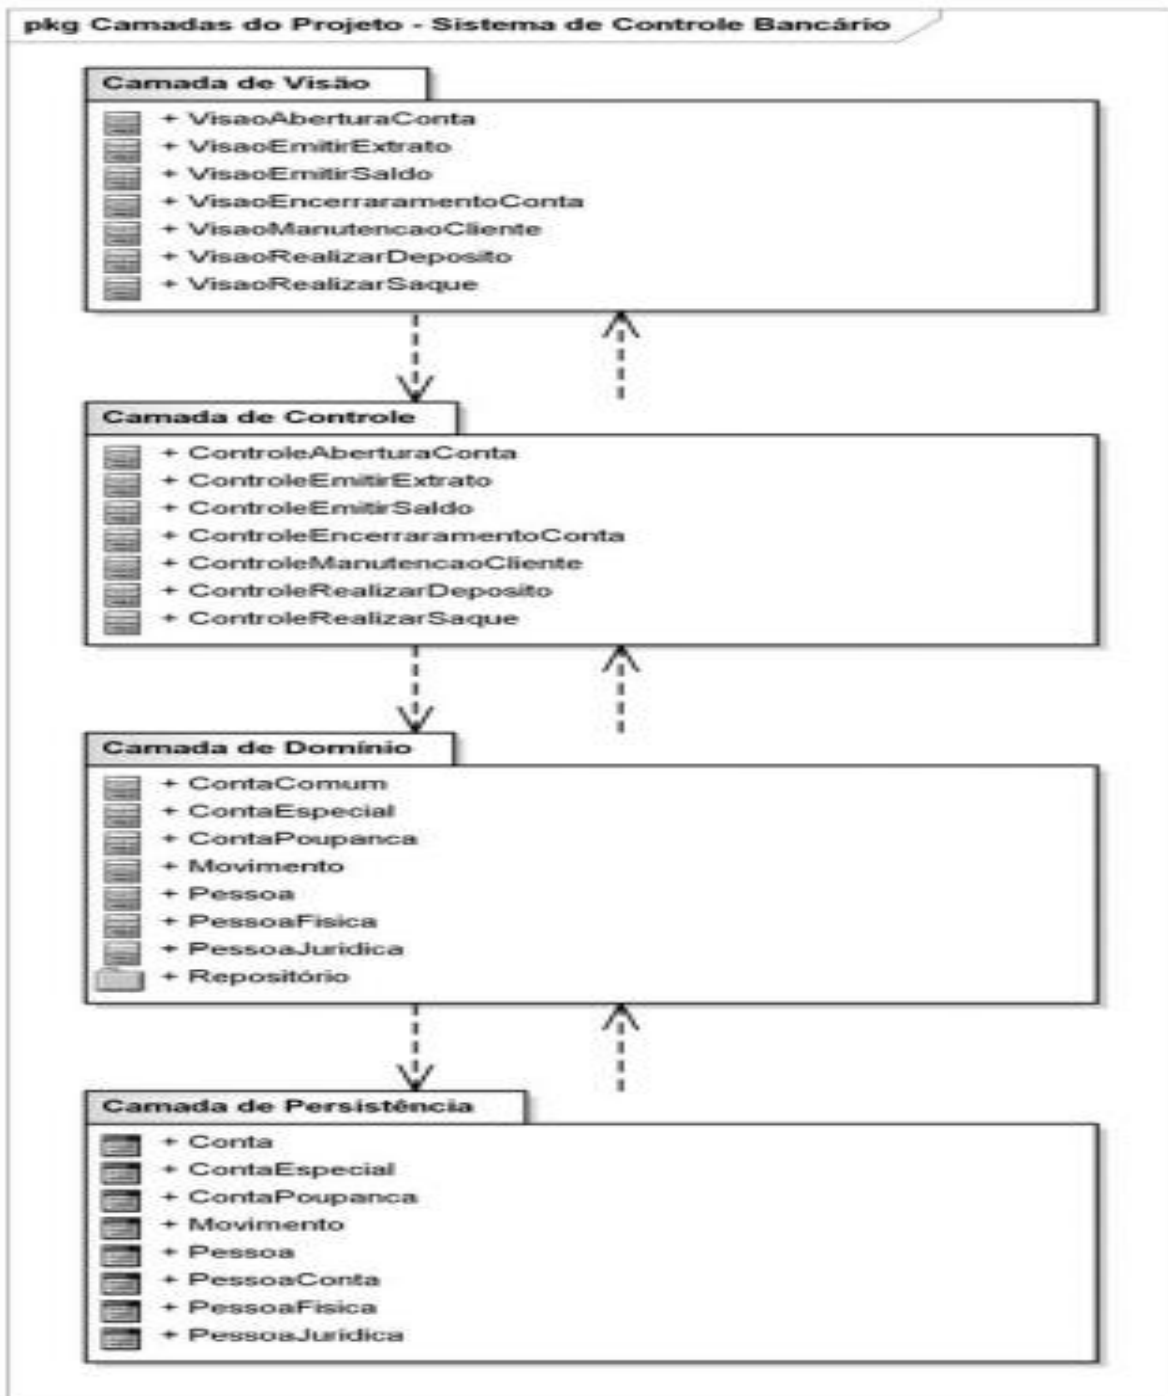 pkg Camadas do Projeto - Sistema de Controle Bancário
Camada de Visão
+ VisaoAberturaConta
+ VisaoEmitirExtrato
+ VisaoEmitirSaldo
+ VisaoEncerraramentoConta
+ VisaoManutencaoCliente
+ VisaoRealizarDeposito
+ VisaoRealizarSaque
Camada de Controle
+ ControleAberturaConta
+ ControleEmitirExtrato
+ ControleEmitirSaldo
+ ControleEncerraramentoConta
+ ControleManutencaoCliente
+ ControleRealizarDeposito
+ ControleRealizarSaque
Camada de Domínio
+ ContaComum
+ ContaEspecial
+ ContaPoupanca
+ Movimento
+ Pessoa
+ PessoaFisica
+ PessoaJuridica
+ Repositório
Camada de Persistência
+ Conta
+ ContaEspecial
+ ContaPoupanca
+ Movimento
+ Pessoa
+ PessoaConta
+ PessoaFisica
+ PessoaJuridica